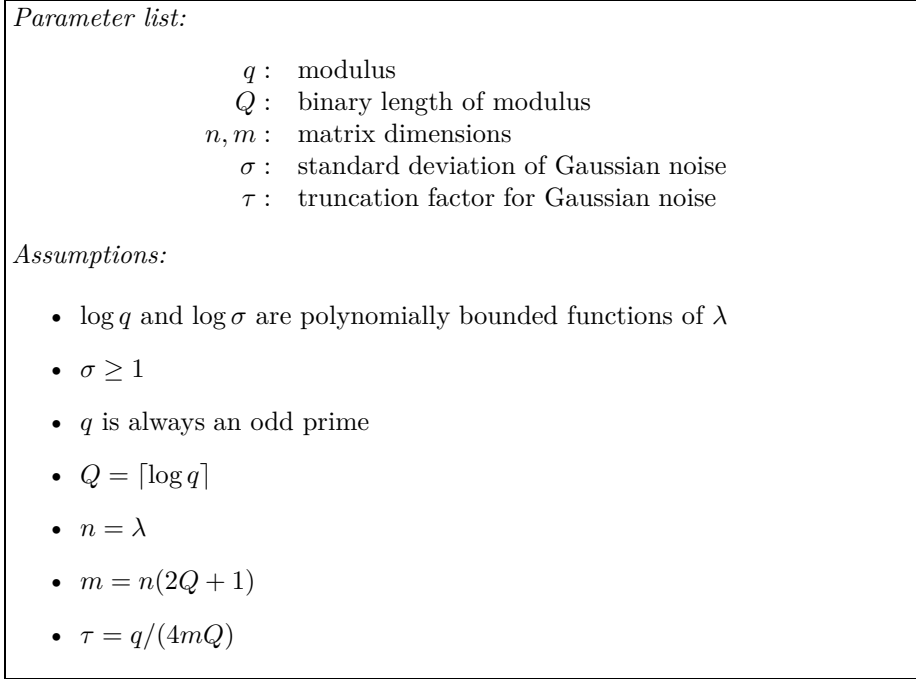 Parameter list:
q : modulus
Q : binary length of modulus
n, m : matrix dimensions
σ : standard deviation of Gaussian noise
τ : truncation factor for Gaussian noise
Assumptions:
• log q and log σ are polynomially bounded functions of λ
• σ ≥ 1
• q is always an odd prime
• Q = ⌈log q⌉
• n = λ
• m = n(2Q + 1)
• τ = q/(4mQ)